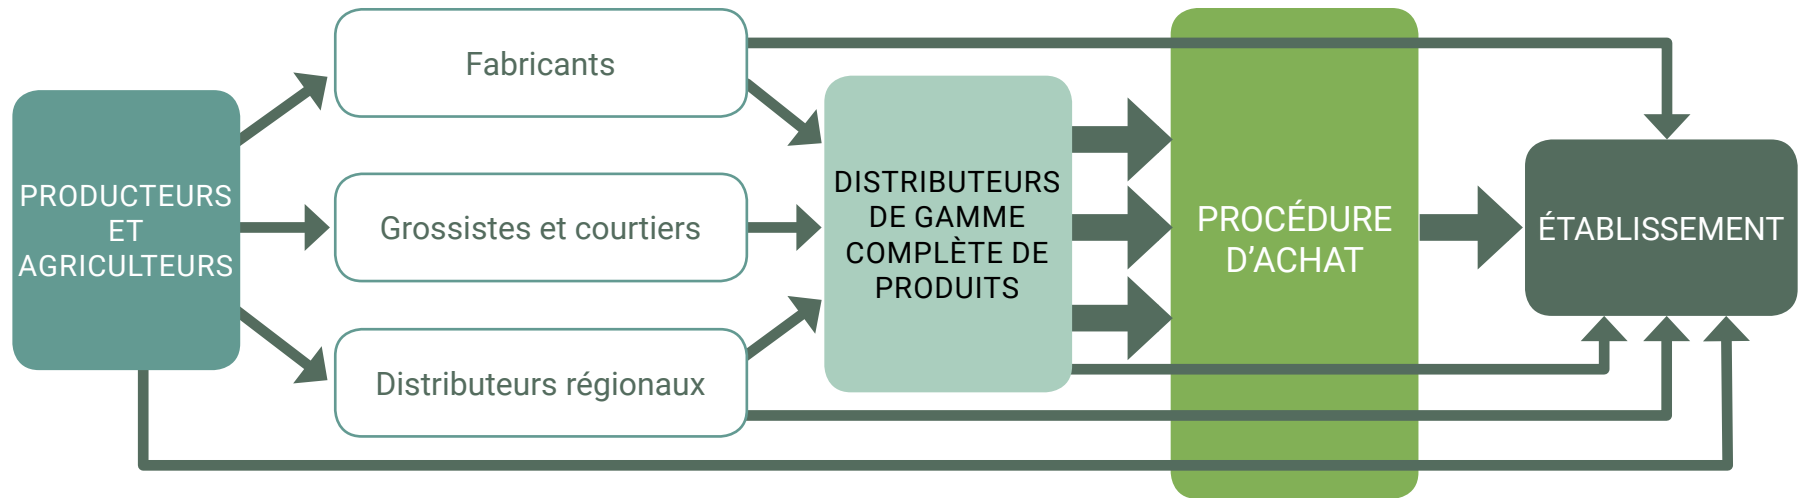 PRODUCTEURS
ET
AGRICULTEURS
Fabricants
Grossistes et courtiers
Distributeurs régionaux
DISTRIBUTEURS
DE GAMME
COMPLÈTE DE
PRODUITS
PROCÉDURE
D’ACHAT
ÉTABLISSEMENT